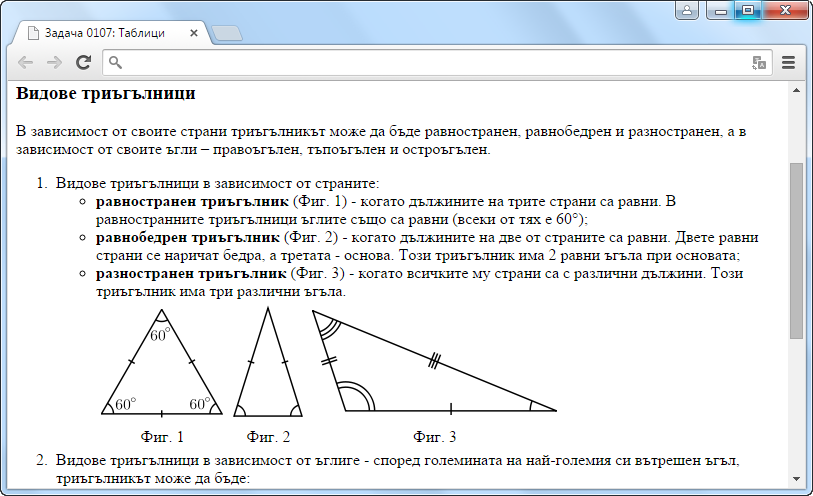 Задача 0107: Таблици
Видове триъгълници
В зависимост от своите страни триъгълникът може да бъде равностранен, равнобедрен и разностранен, а в
зависимост от своите ъгли – правоъгълен, тъпоъгълен и остроъгълен.
1. Видове триъгълници в зависимост от страните:
равностранен триъгълник (Фиг. 1) - когато дължините на трите страни са равни. В
равностранните триъгълници ъглите също са равни (всеки от тях е 60°);
равнобедрен триъгълник (Фиг. 2) - когато дължините на две от страните са равни. Двете равни
страни се наричат бедра, а третата - основа. Този триъгълник има 2 равни ъгъла при основата;
разностранен триъгълник (Фиг. 3) - когато всичките му страни са с различни дължини. Този
триъгълник има три различни ъгъла.
60°
60° 60°
Фиг. 1 Фиг. 2 Фиг. 3
2. Видове триъгълници в зависимост от ъглиге - според големината на най-големия си вътрешен ъгъл,
триъгълникът може да бъде: